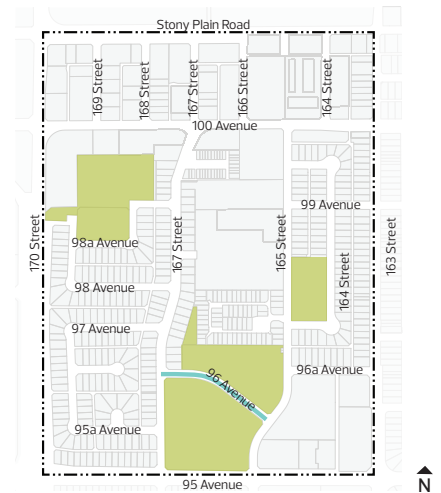 Stony Plain Road
169 Street
168 Street
167 Street
166 Street
164 Street
100 Avenue
99 Avenue
170 Street
98a Avenue
167 Street
165 Street
164 Street
163 Street
98 Avenue
97 Avenue
96 Avenue
96a Avenue
95a Avenue
95 Avenue
N